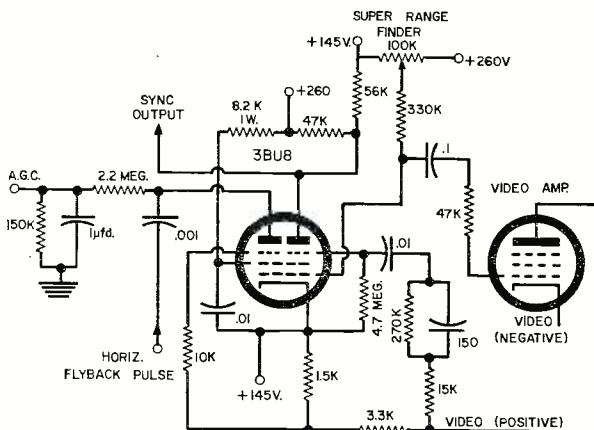 SUPER RANGE
FINDER
100K
+145V.
+260V
56K
330K
+260
8.2 K
1 W.
47K
SYNC
OUTPUT
3BU8
A.G.C.
2.2 MEG.
.1
VIDEO AMP.
47K
150K
1μfd.
.001
.01
.01
4.7 MEG.
270K
150
VIDEO
(NEGATIVE)
HORIZ.
FLYBACK PULSE
10K
+145V.
1.5K
15K
3.3K
VIDEO (POSITIVE)